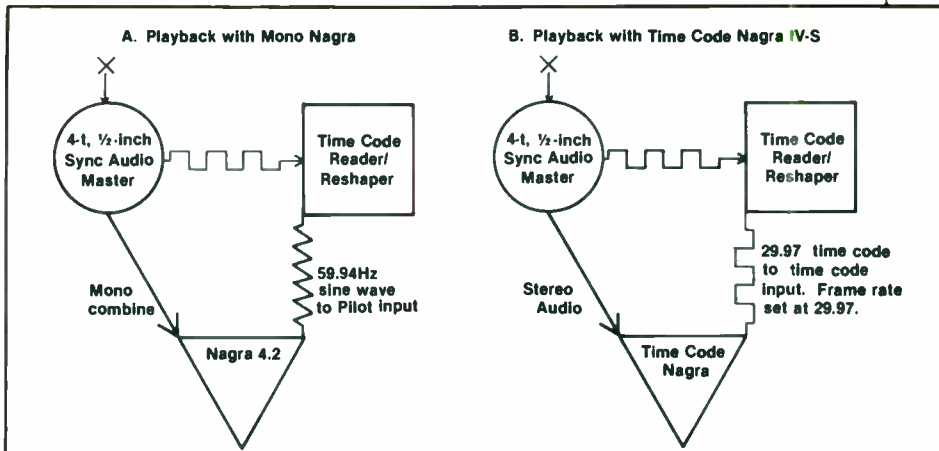 A. Playback with Mono Nagra
4-t, ½-inch
Sync Audio
Master
Time Code
Reader/
Reshaper
Mono
combine
59.94Hz
sine wave
to Pilot input
Nagra 4.2
B. Playback with Time Code Nagra IV-S
4-t, ½-inch
Sync Audio
Master
Time Code
Reader/
Reshaper
Stereo
Audio
29.97 time code
to time code
input. Frame rate
set at 29.97.
Time Code
Nagra